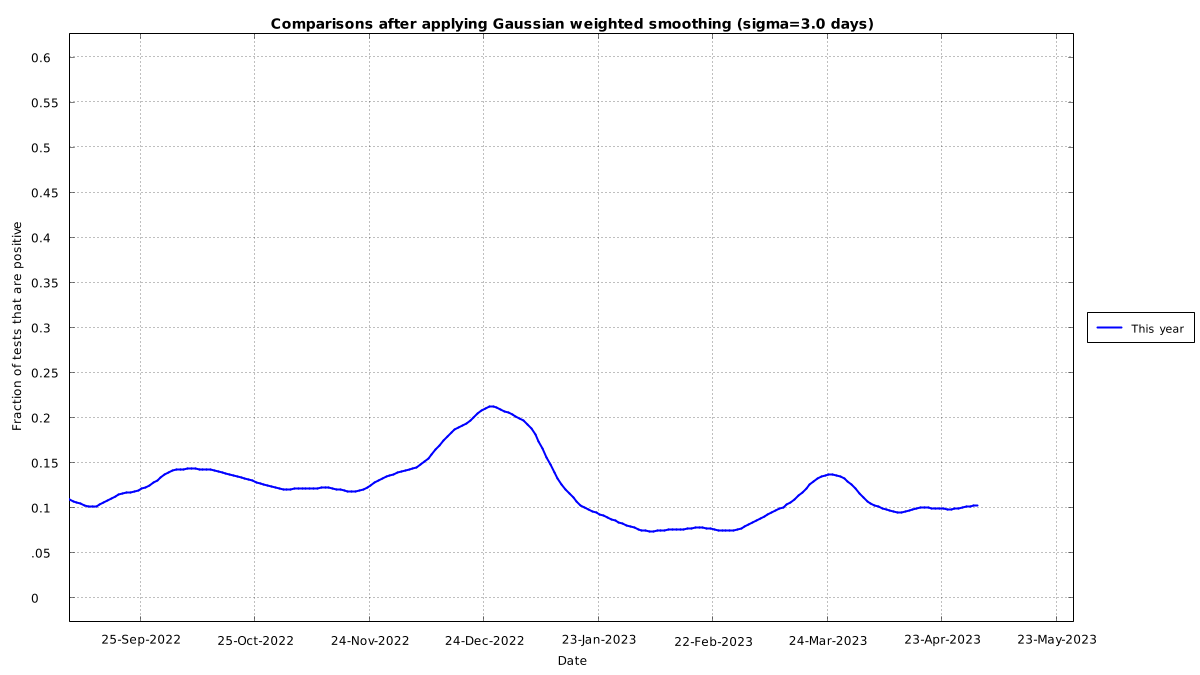 Comparisons after applying Gaussian weighted smoothing (sigma=3.0 days)
0.6
0.55
0.5
0.45
0.4
0.35
0.3
0.25
0.2
0.15
0.1
.05
0
Fraction of tests that are positive
25-Sep-2022 25-Oct-2022 24-Nov-2022 24-Dec-2022 23-Jan-2023 22-Feb-2023 24-Mar-2023 23-Apr-2023 23-May-2023
Date
This year